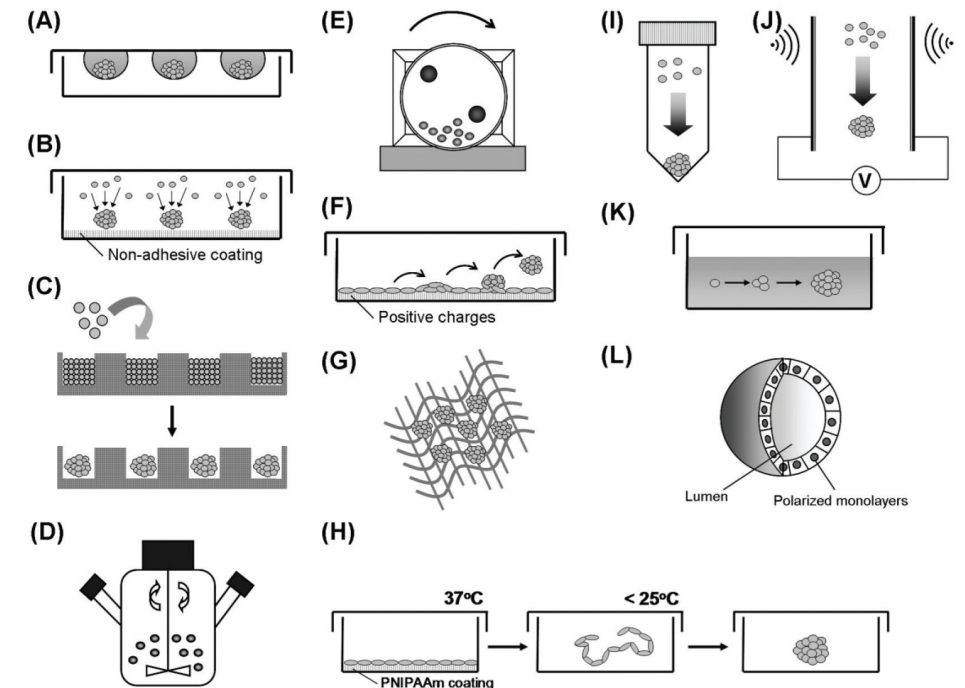 (A)
(B)
Non-adhesive coating
(C)
(D)
(E)
(F)
Positive charges
(G)
(H)
37°C
< 25°C
PNIPAAm coating
(I)
(J)
V
(K)
(L)
Lumen
Polarized monolayers